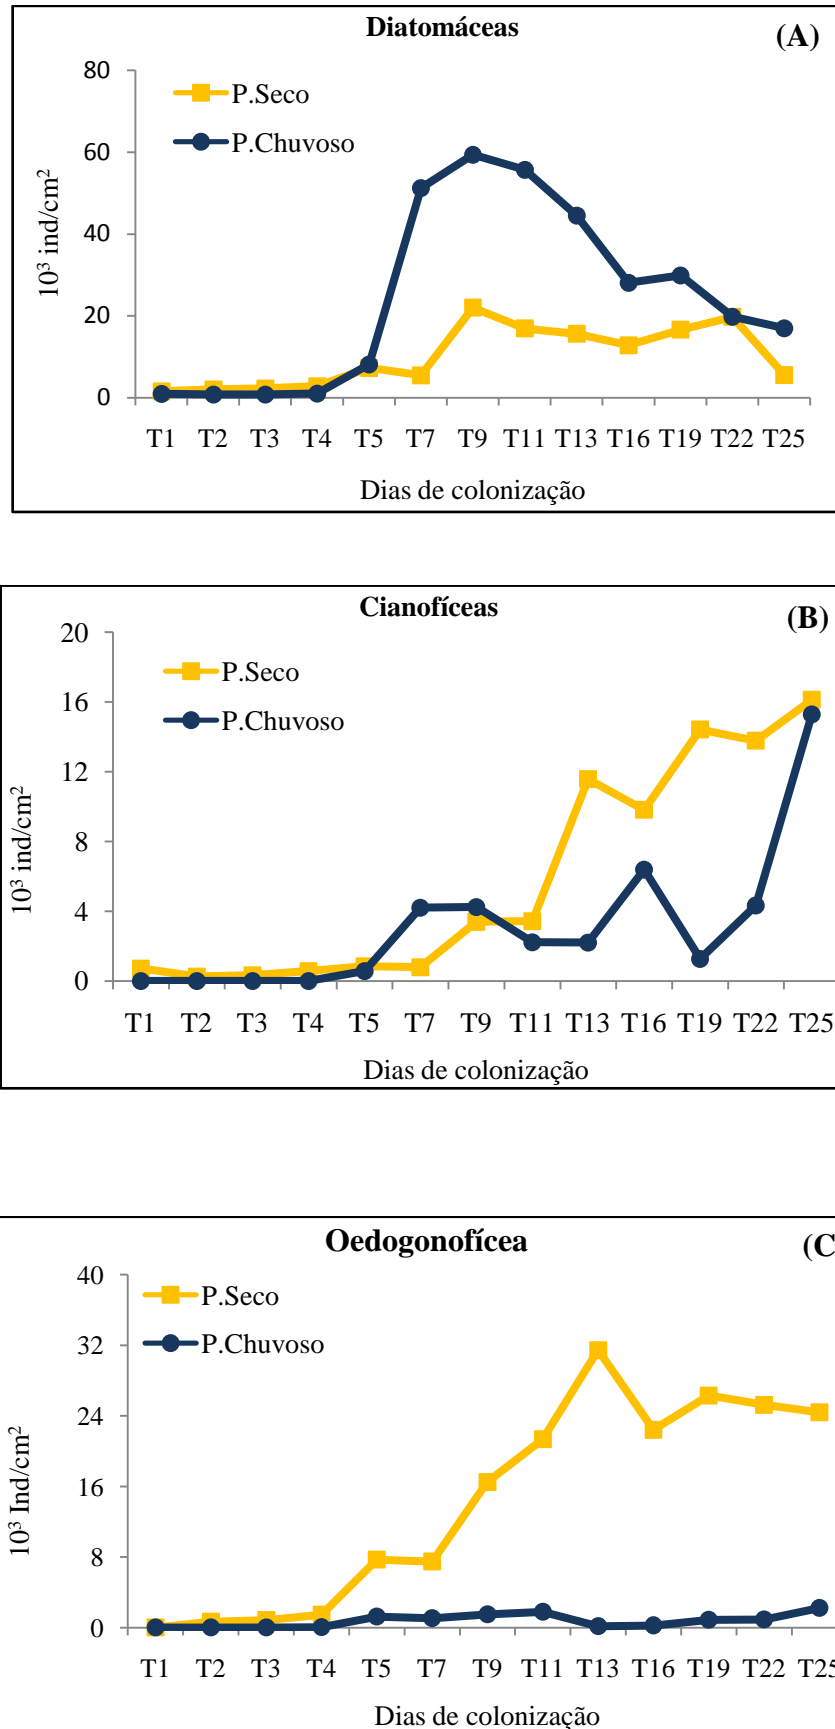 Diatomáceas
(A)
80
60
40
20
0
10³ ind/cm²
P.Seco
P.Chuvoso
T1 T2 T3 T4 T5 T7 T9 T11 T13 T16 T19 T22 T25
Dias de colonização
Cianofíceas
(B)
20
16
12
8
4
0
10³ ind/cm²
P.Seco
P.Chuvoso
T1 T2 T3 T4 T5 T7 T9 T11 T13 T16 T19 T22 T25
Dias de colonização
Oedogonofícea
(C
40
32
24
16
8
0
10³ Ind/cm²
P.Seco
P.Chuvoso
T1 T2 T3 T4 T5 T7 T9 T11 T13 T16 T19 T22 T25
Dias de colonização